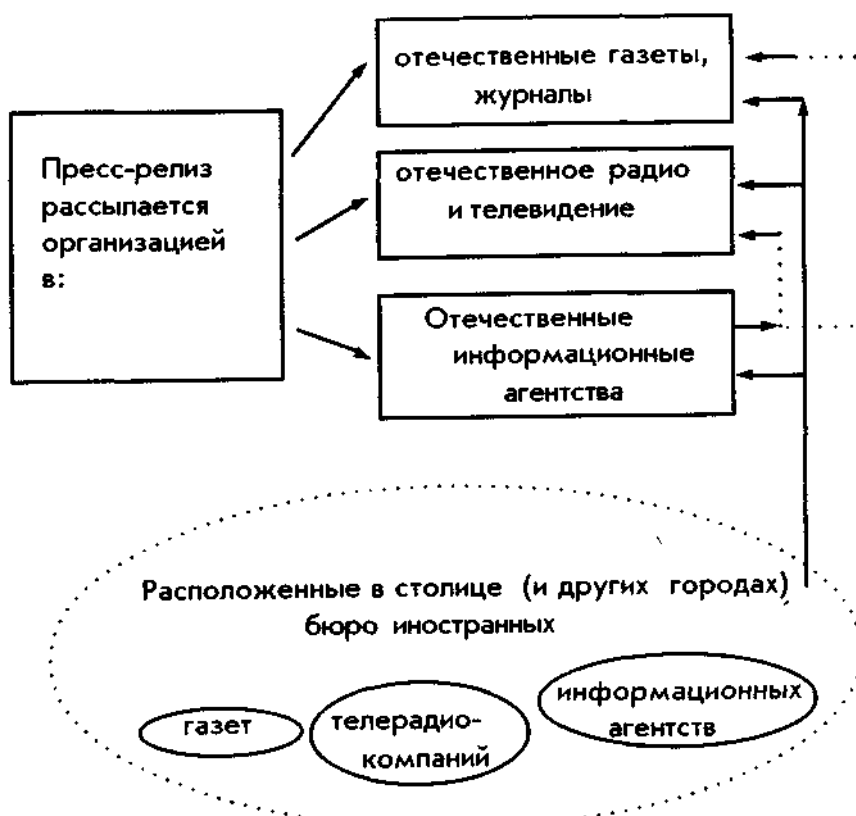 Пресс-релиз
рассыпается
организацией
в:
отечественные газеты,
журналы
отечественное радио
и телевидение
Отечественные
информационные
агентства
Расположенные в столице (и других городах)
бюро иностранных
газет
телерадио-
компаний
информационных
агентств